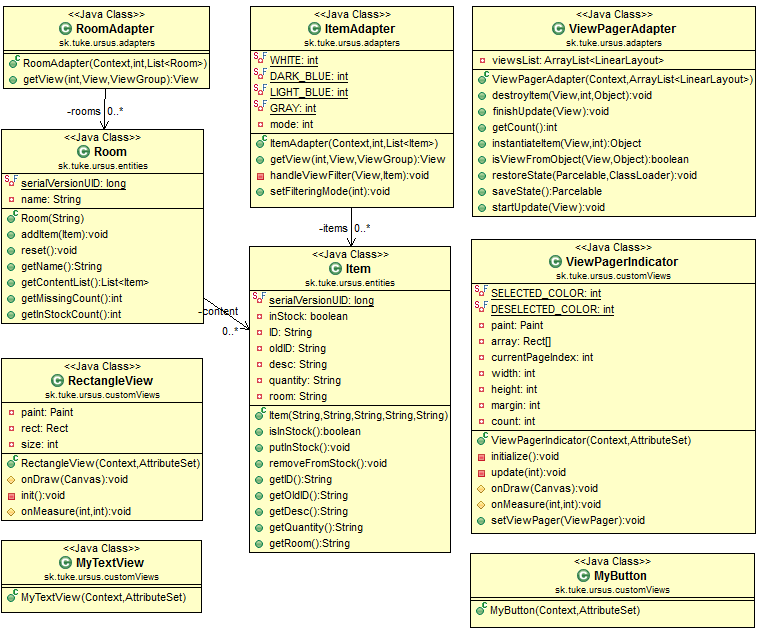 <<Java Class>>
RoomAdapter
sk.tuke.ursus.adapters
RoomAdapter(Context,int,List<Room>)
getView(int,View,ViewGroup):View
-rooms 0..*
<<Java Class>>
Room
sk.tuke.ursus.entities
serialVersionUID: long
name: String
Room(String)
addItem(Item):void
reset():void
getName():String
getContentList():List<Item>
getMissingCount():int
getInStockCount():int
-content
0..*
<<Java Class>>
RectangleView
sk.tuke.ursus.customViews
paint: Paint
rect: Rect
size: int
RectangleView(Context,AttributeSet)
onDraw(Canvas):void
init():void
onMeasure(int,int):void
<<Java Class>>
MyTextView
sk.tuke.ursus.customViews
MyTextView(Context,AttributeSet)
<<Java Class>>
ItemAdapter
sk.tuke.ursus.adapters
WHITE: int
DARK_BLUE: int
LIGHT_BLUE: int
GRAY: int
mode: int
ItemAdapter(Context,int,List<Item>)
getView(int,View,ViewGroup):View
handleViewFilter(View,Item):void
setFilteringMode(int):void
-items 0..*
<<Java Class>>
Item
sk.tuke.ursus.entities
serialVersionUID: long
inStock: boolean
ID: String
oldID: String
desc: String
quantity: String
room: String
Item(String,String,String,String,String)
isInStock():boolean
putInStock():void
removeFromStock():void
getID():String
getOldID():String
getDesc():String
getQuantity():String
getRoom():String
<<Java Class>>
ViewPagerAdapter
sk.tuke.ursus.adapters
viewsList: ArrayList<LinearLayout>
ViewPagerAdapter(Context,ArrayList<LinearLayout>)
destroyItem(View,int,Object):void
finishUpdate(View):void
getCount():int
instantiateItem(View,int):Object
isViewFromObject(View,Object):boolean
restoreState(Parcelable,ClassLoader):void
saveState():Parcelable
startUpdate(View):void
<<Java Class>>
ViewPagerIndicator
sk.tuke.ursus.customViews
SELECTED_COLOR: int
DESELECTED_COLOR: int
paint: Paint
array: Rect[]
currentPageIndex: int
width: int
height: int
margin: int
count: int
ViewPagerIndicator(Context,AttributeSet)
initialize():void
update(int):void
onDraw(Canvas):void
onMeasure(int,int):void
setViewPager(ViewPager):void
<<Java Class>>
MyButton
sk.tuke.ursus.customViews
MyButton(Context,AttributeSet)